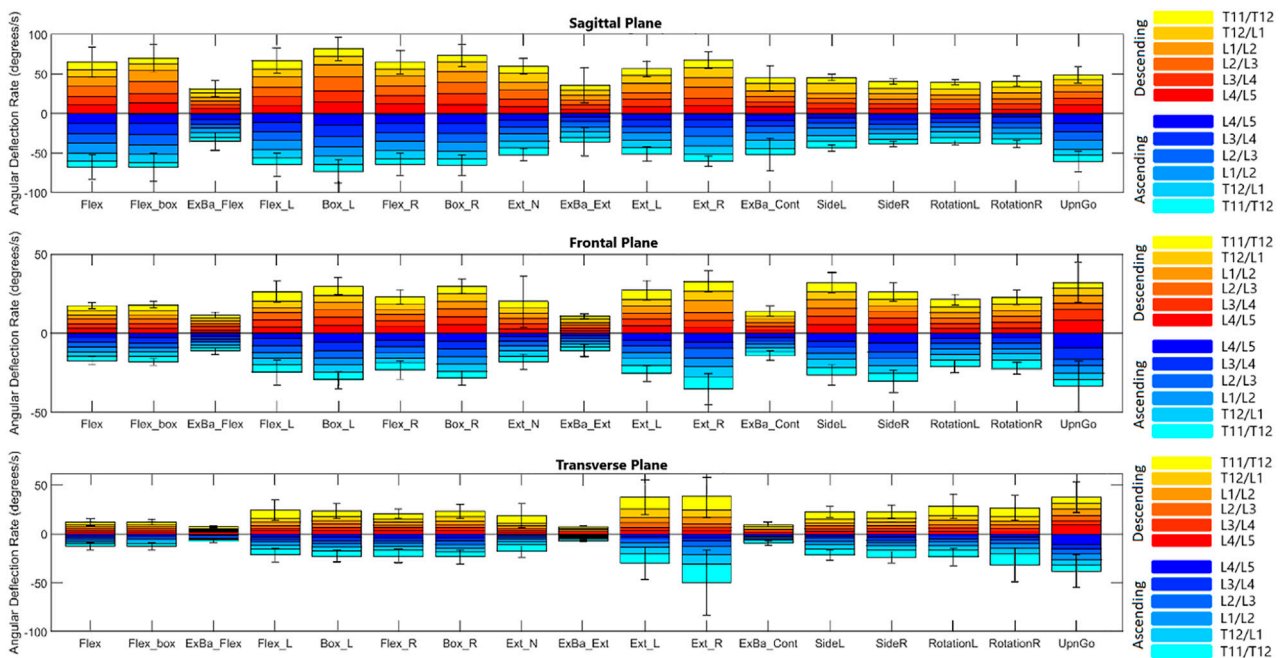 Sagittal Plane
Angular Deflection Rate (degrees/s)
100
50
0
-50
-100
Flex Flex_box ExBa_Flex Flex_L Box_L Flex_R Box_R Ext_N ExBa_Ext Ext_L Ext_R ExBa_Cont SideL SideR RotationL RotationR UpnGo
Descending
T11/T12
T12/L1
L1/L2
L2/L3
L3/L4
L4/L5
Ascending
L4/L5
L3/L4
L2/L3
L1/L2
T12/L1
T11/T12
Frontal Plane
Angular Deflection Rate (degrees/s)
50
0
-50
Flex Flex_box ExBa_Flex Flex_L Box_L Flex_R Box_R Ext_N ExBa_Ext Ext_L Ext_R ExBa_Cont SideL SideR RotationL RotationR UpnGo
Descending
T11/T12
T12/L1
L1/L2
L2/L3
L3/L4
L4/L5
Ascending
L4/L5
L3/L4
L2/L3
L1/L2
T12/L1
T11/T12
Transverse Plane
Angular Deflection Rate (degrees/s)
50
0
-50
-100
Flex Flex_box ExBa_Flex Flex_L Box_L Flex_R Box_R Ext_N ExBa_Ext Ext_L Ext_R ExBa_Cont SideL SideR RotationL RotationR UpnGo
Descending
T11/T12
T12/L1
L1/L2
L2/L3
L3/L4
L4/L5
Ascending
L4/L5
L3/L4
L2/L3
L1/L2
T12/L1
T11/T12